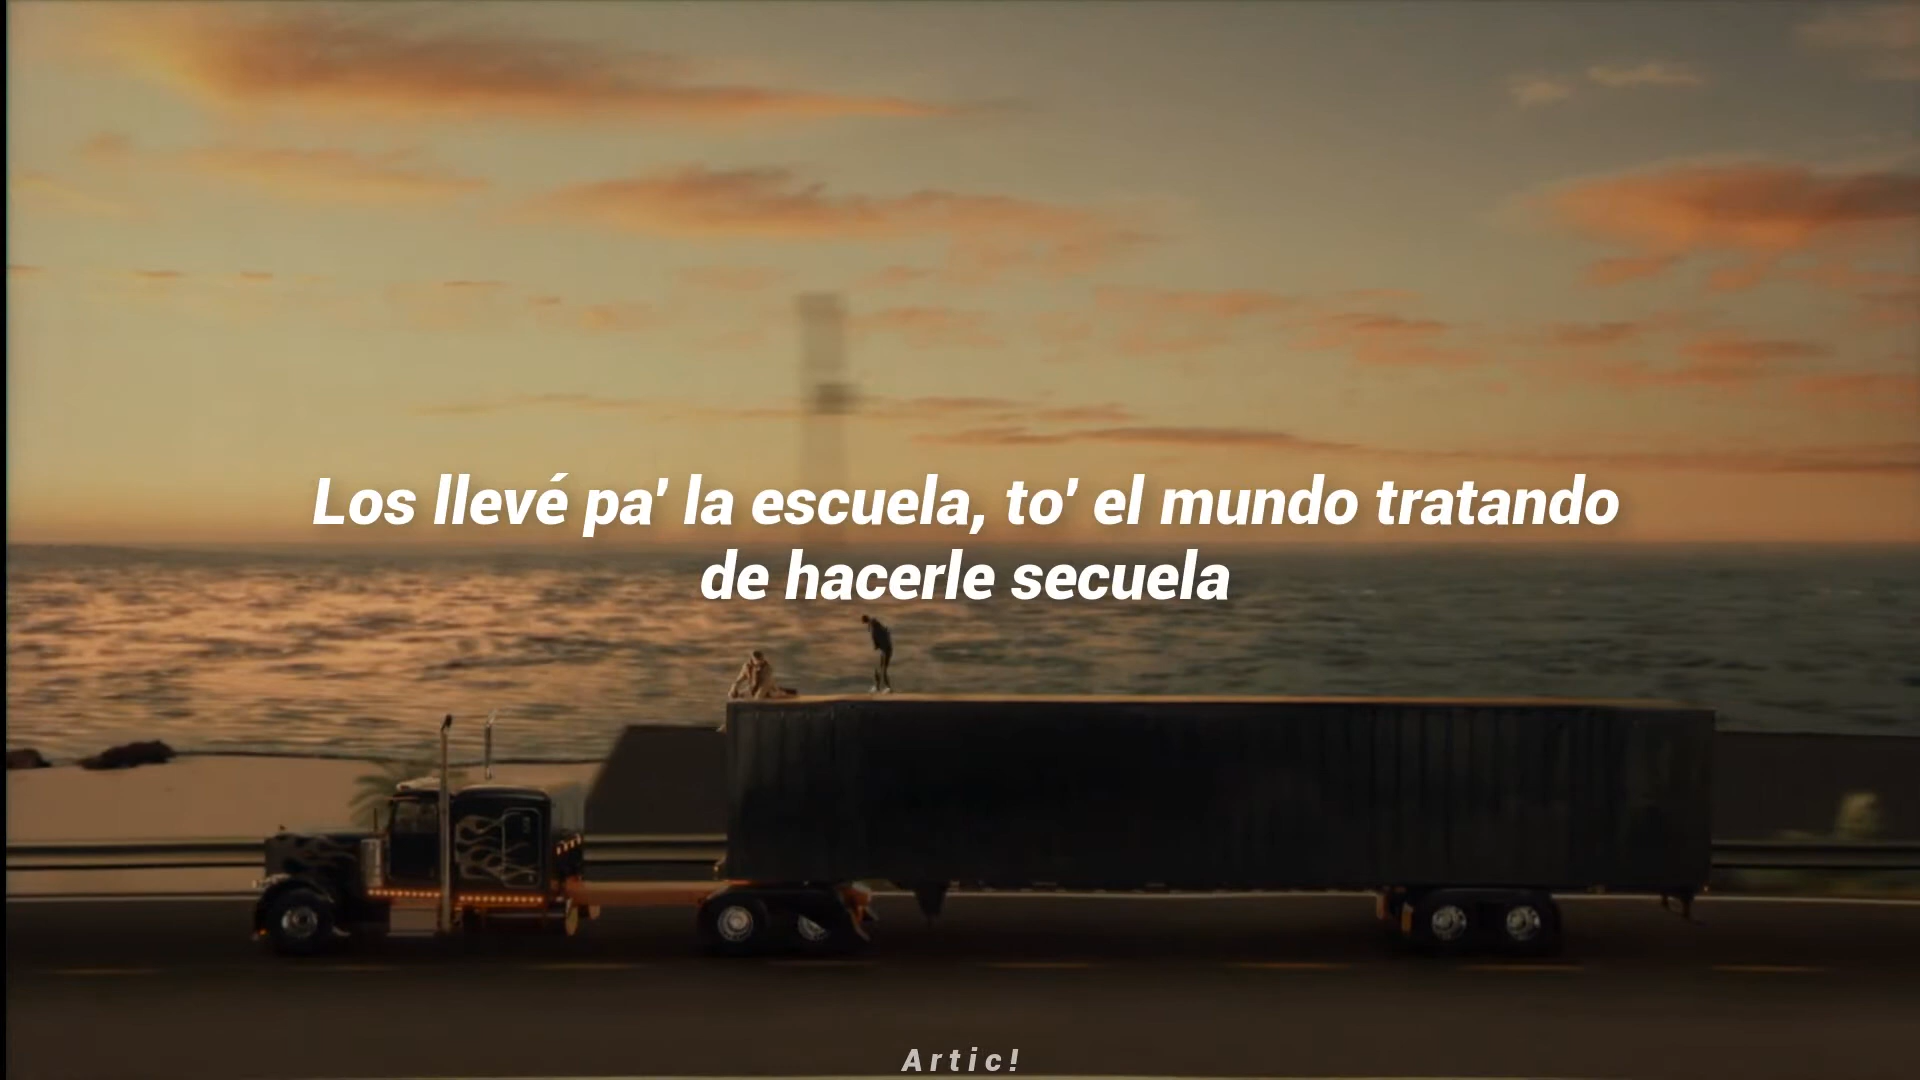 Los llevé pa' la escuela, to' el mundo tratando
de hacerle secuela
Artic!